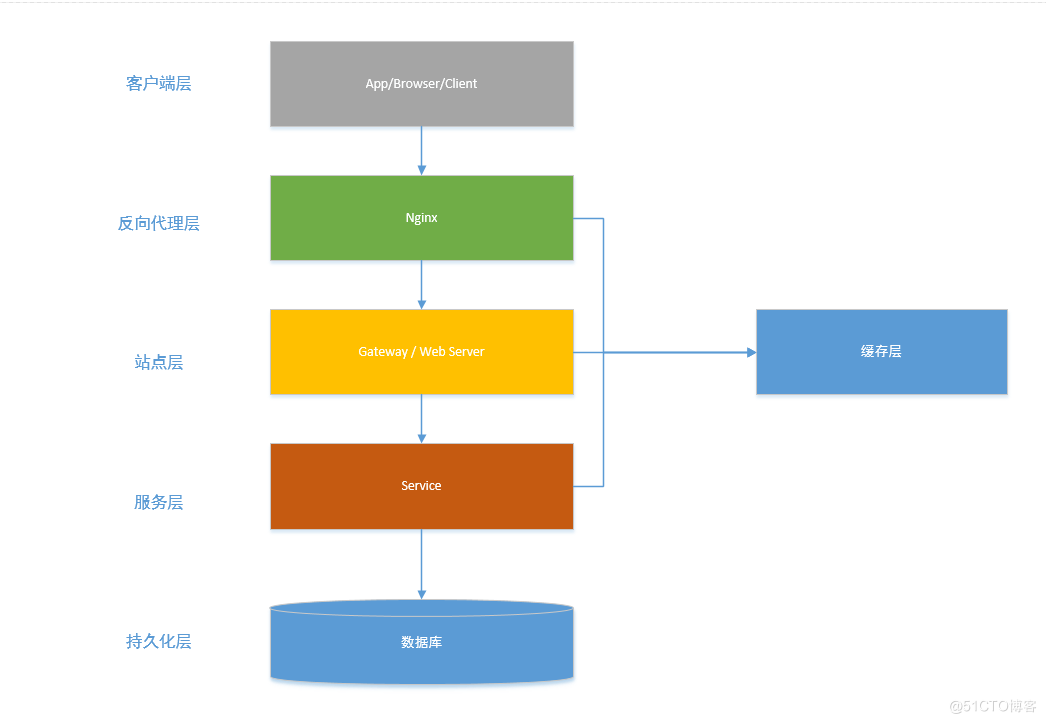 客户端层
App/Browser/Client
反向代理层
Nginx
站点层
Gateway / Web Server
缓存层
服务层
Service
持久化层
数据库
@51CTO博客